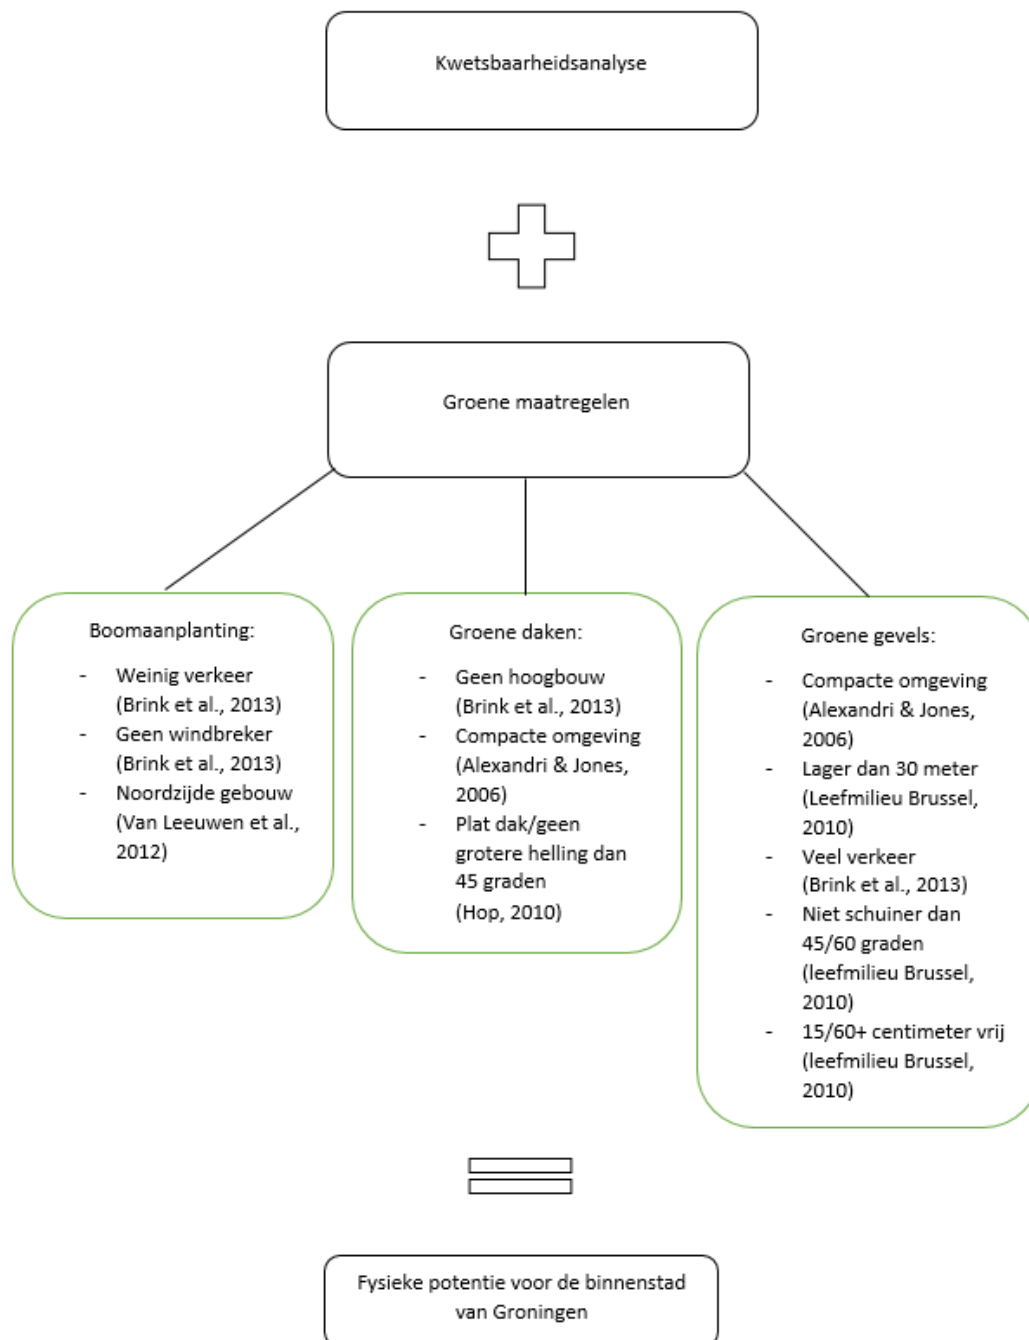 Kwetsbaarheidsanalyse
Groene maatregelen
Boomaanplanting:
- Weinig verkeer
(Brink et al., 2013)
- Geen windbreker
(Brink et al., 2013)
- Noordzijde gebouw
(Van Leeuwen et al.,
2012)
Groene daken:
- Geen hoogbouw
(Brink et al., 2013)
- Compacte omgeving
(Alexandri & Jones,
2006)
- Plat dak/geen
grotere helling dan
45 graden
(Hop, 2010)
Groene gevels:
- Compacte omgeving
(Alexandri & Jones,
2006)
- Lager dan 30 meter
(Leefmilieu Brussel,
2010)
- Veel verkeer
(Brink et al., 2013)
- Niet schuiner dan
45/60 graden
(leefmilieu Brussel,
2010)
- 15/60+ centimeter vrij
(leefmilieu Brussel,
2010)
Fysieke potentie voor de binnenstad
van Groningen